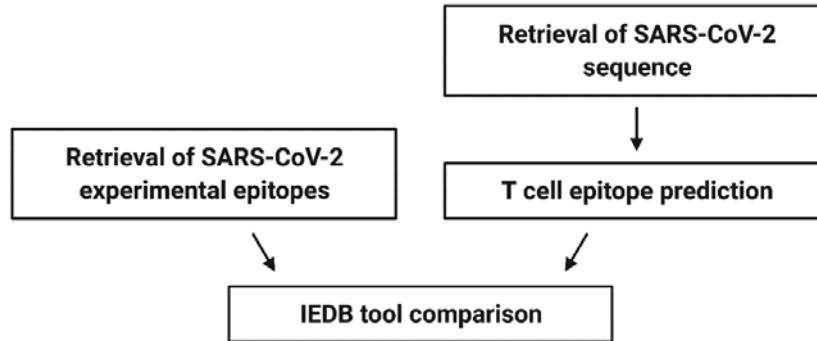 Retrieval of SARS-CoV-2
sequence
Retrieval of SARS-CoV-2
experimental epitopes
T cell epitope prediction
IEDB tool comparison